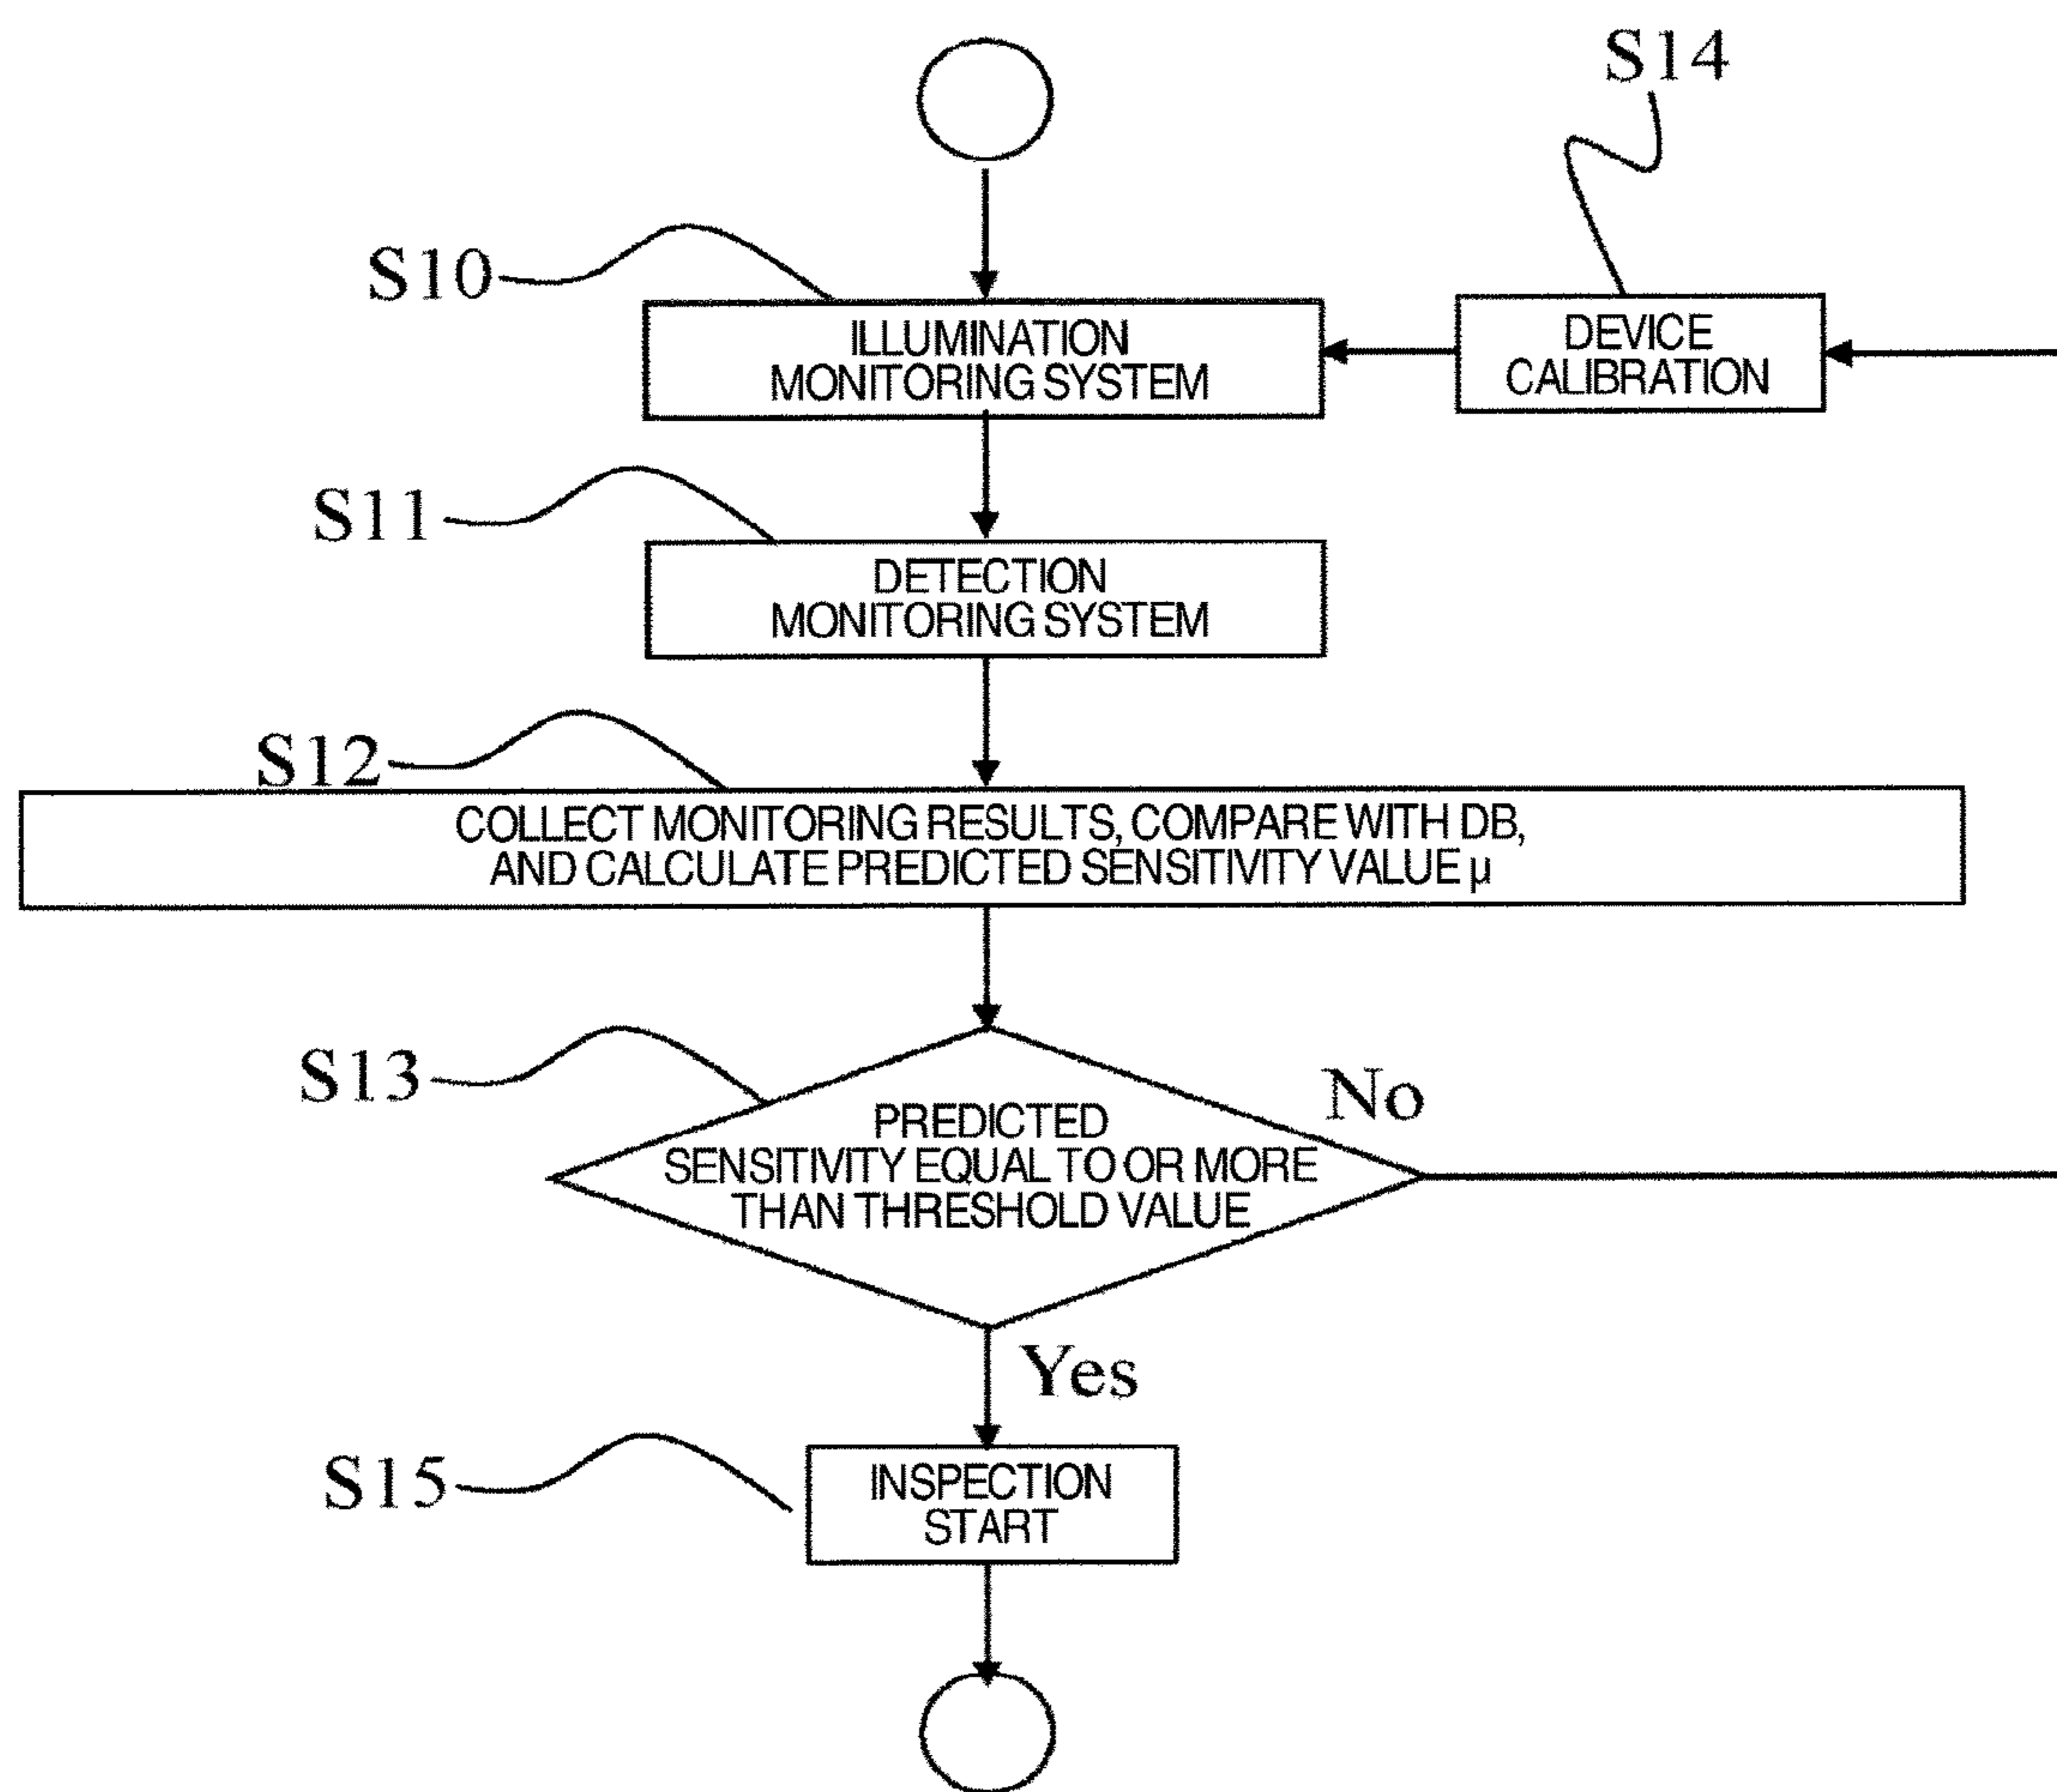 S14
S10
ILLUMINATION
MONITORING SYSTEM
DEVICE
CALIBRATION
S11
DETECTION
MONITORING SYSTEM
S12
COLLECT MONITORING RESULTS, COMPARE WITH DB,
AND CALCULATE PREDICTED SENSITIVITY VALUE μ
S13
PREDICTED
SENSITIVITY EQUAL TO OR MORE
THAN THRESHOLD VALUE
No
Yes
S15
INSPECTION
START